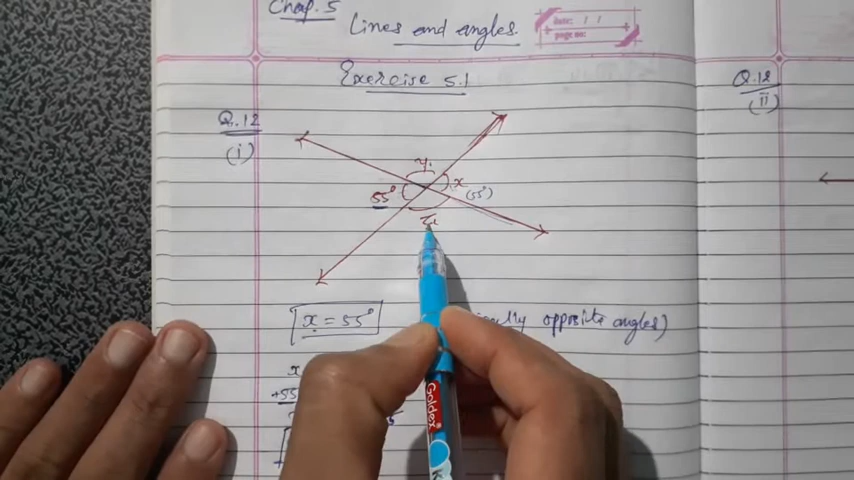 Chap. 5
Lines and angles.
Date: / /
page no:
Exercise 5.1
Q.12
(i)
y
x
55°
(55°)
z
x = 55°
opposite angles)
x
+55
Goldex
Q.12
(ii)